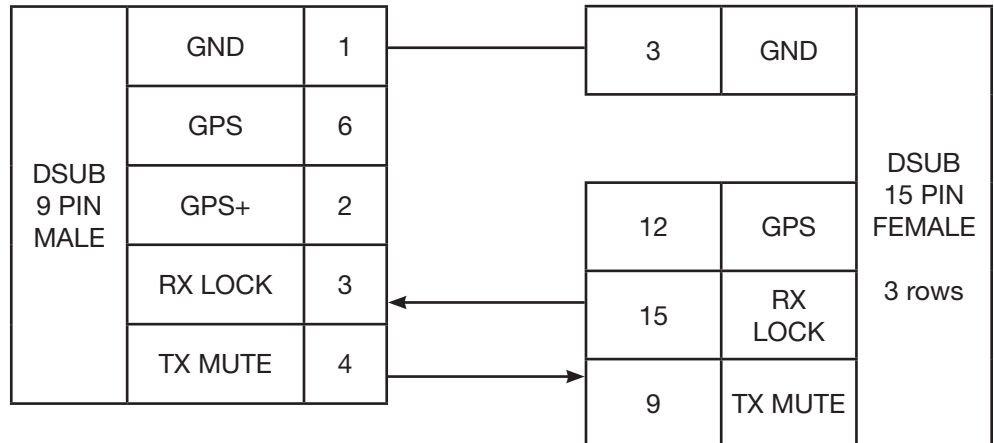 DSUB
9 PIN
MALE
GND 1
GPS 6
GPS+ 2
RX LOCK 3
TX MUTE 4
3 GND
12 GPS
15 RX
LOCK
9 TX MUTE
DSUB
15 PIN
FEMALE
3 rows